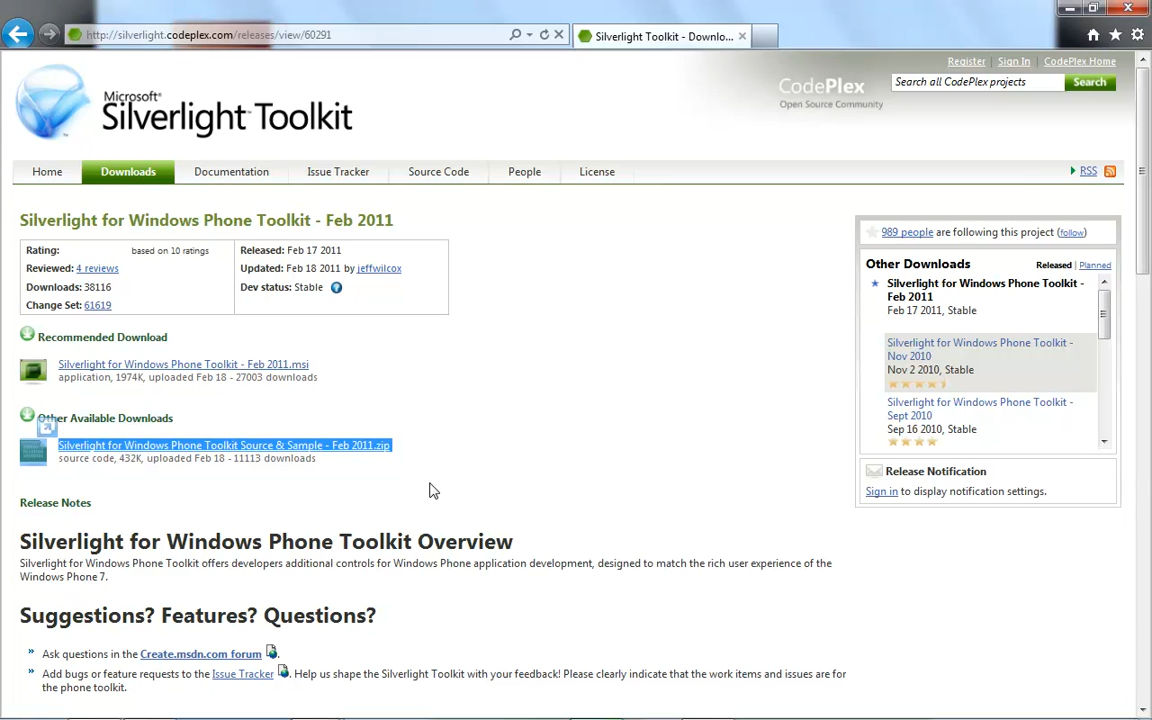 http://silverlight.codeplex.com/releases/view/60291
Silverlight Toolkit - Downlo...
Register | Sign In | CodePlex Home
CodePlex
Open Source Community
Search all CodePlex projects
Search
Microsoft®
Silverlight™ Toolkit
Home
Downloads
Documentation
Issue Tracker
Source Code
People
License
RSS
Silverlight for Windows Phone Toolkit - Feb 2011
Rating: based on 10 ratings
Reviewed: 4 reviews
Downloads: 38116
Change Set: 61619
Released: Feb 17 2011
Updated: Feb 18 2011 by jeffwilcox
Dev status: Stable
Recommended Download
Silverlight for Windows Phone Toolkit - Feb 2011.msi
application, 1974K, uploaded Feb 18 - 27003 downloads
Other Available Downloads
Silverlight for Windows Phone Toolkit Source & Sample - Feb 2011.zip
source code, 432K, uploaded Feb 18 - 11113 downloads
Release Notes
Silverlight for Windows Phone Toolkit Overview
Silverlight for Windows Phone Toolkit offers developers additional controls for Windows Phone application development, designed to match the rich user experience of the
Windows Phone 7.
Suggestions? Features? Questions?
» Ask questions in the Create.msdn.com forum.
» Add bugs or feature requests to the Issue Tracker. Help us shape the Silverlight Toolkit with your feedback! Please clearly indicate that the work items and issues are for
the phone toolkit.
989 people are following this project (follow)
Other Downloads
Released | Planned
Silverlight for Windows Phone Toolkit -
Feb 2011
Feb 17 2011, Stable
Silverlight for Windows Phone Toolkit -
Nov 2010
Nov 2 2010, Stable
Silverlight for Windows Phone Toolkit -
Sept 2010
Sep 16 2010, Stable
Release Notification
Sign in to display notification settings.